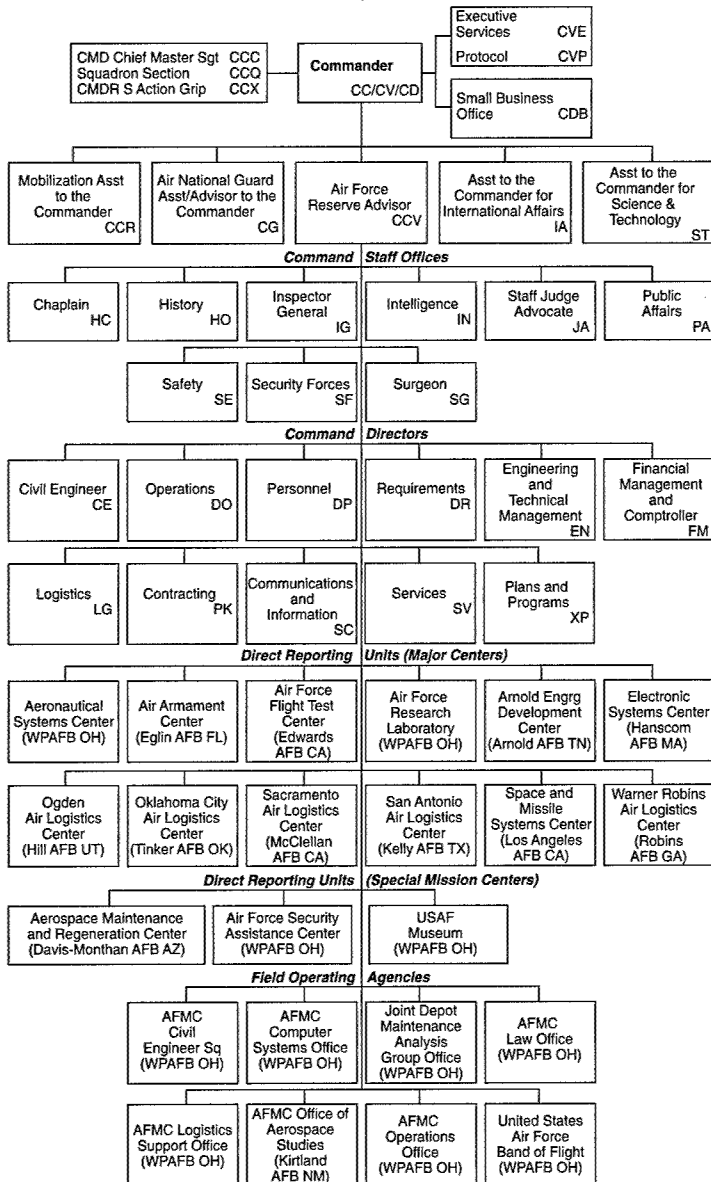 CMD Chief Master Sgt CCC
Squadron Section CCQ
CMDR S Action Grip CCX
Commander
CC/CV/CD
Executive
Services CVE
Protocol CVP
Small Business
Office CDB
Mobilization Asst
to the
Commander
CCR
Air National Guard
Asst/Advisor to the
Commander
CG
Air Force
Reserve Advisor
CCV
Asst to the
Commander for
International Affairs
IA
Asst to the
Commander for
Science &
Technology
ST
Command Staff Offices
Chaplain
HC
History
HO
Inspector
General
IG
Intelligence
IN
Staff Judge
Advocate
JA
Public
Affairs
PA
Safety
SE
Security Forces
SF
Surgeon
SG
Command Directors
Civil Engineer
CE
Operations
DO
Personnel
DP
Requirements
DR
Engineering
and
Technical
Management
EN
Financial
Management
and
Comptroller
FM
Logistics
LG
Contracting
PK
Communications
and
Information
SC
Services
SV
Plans and
Programs
XP
Direct Reporting Units (Major Centers)
Aeronautical
Systems Center
(WPAFB OH)
Air Armament
Center
(Eglin AFB FL)
Air Force
Flight Test
Center
(Edwards
AFB CA)
Air Force
Research
Laboratory
(WPAFB OH)
Arnold Engrg
Development
Center
(Arnold AFB TN)
Electronic
Systems Center
(Hanscom
AFB MA)
Ogden
Air Logistics
Center
(Hill AFB UT)
Oklahoma City
Air Logistics
Center
(Tinker AFB OK)
Sacramento
Air Logistics
Center
(McClellan
AFB CA)
San Antonio
Air Logistics
Center
(Kelly AFB TX)
Space and
Missile
Systems Center
(Los Angeles
AFB CA)
Warner Robins
Air Logistics
Center
(Robins
AFB GA)
Direct Reporting Units (Special Mission Centers)
Aerospace Maintenance
and Regeneration Center
(Davis-Monthan AFB AZ)
Air Force Security
Assistance Center
(WPAFB OH)
USAF
Museum
(WPAFB OH)
Field Operating Agencies
AFMC
Civil
Engineer Sq
(WPAFB OH)
AFMC
Computer
Systems Office
(WPAFB OH)
Joint Depot
Maintenance
Analysis
Group Office
(WPAFB OH)
AFMC
Law Office
(WPAFB OH)
AFMC Logistics
Support Office
(WPAFB OH)
AFMC Office of
Aerospace
Studies
(Kirtland
AFB NM)
AFMC
Operations
Office
(WPAFB OH)
United States
Air Force
Band of Flight
(WPAFB OH)